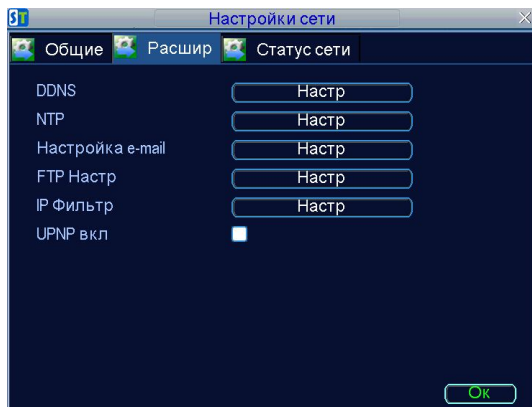 ST
Настройки сети
Общие Расшир Статус сети
DDNS Настр
NTP Настр
Настройка e-mail Настр
FTP Настр Настр
IP Фильтр Настр
UPNP вкл
Ок